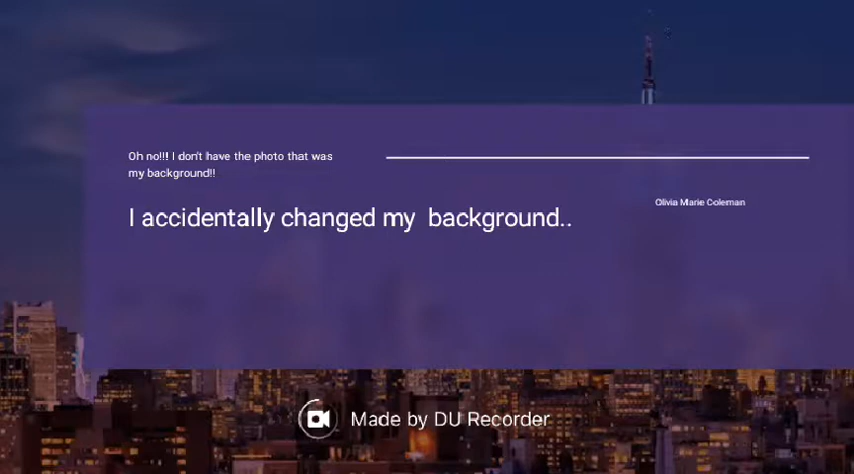 Oh no!!! I don't have the photo that was
my background!!
I accidentally changed my background..
Olivia Marie Coleman
Made by DU Recorder